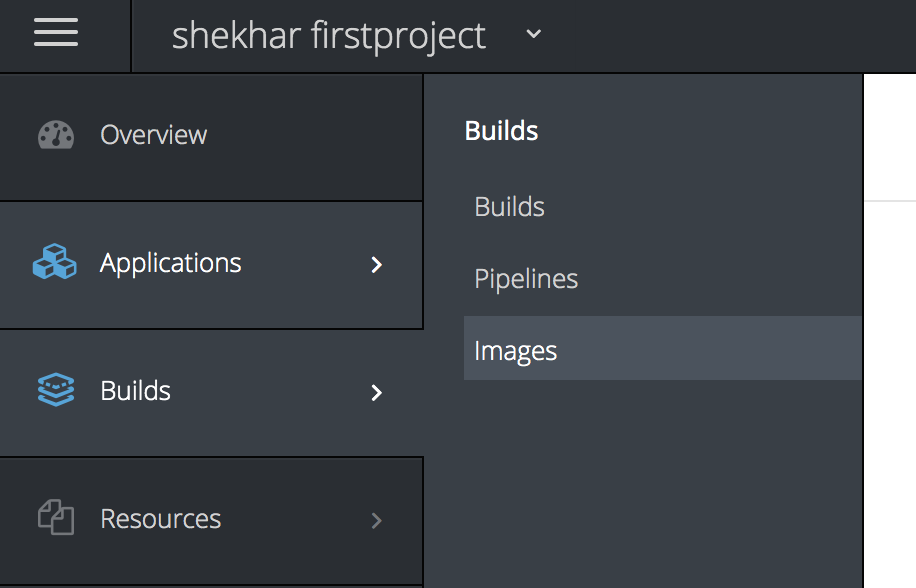 shekhar firstproject
Overview
Applications
Builds
Resources
Builds
Builds
Pipelines
Images